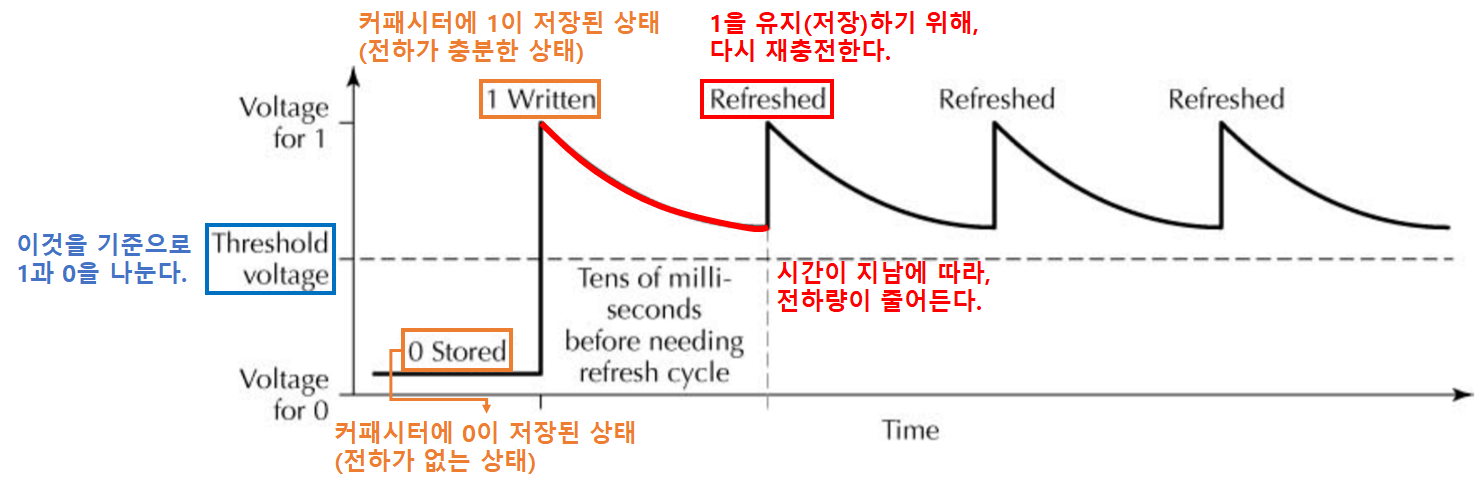 커패시터에 1이 저장된 상태
(전하가 충분한 상태)
1을 유지(저장)하기 위해,
다시 재충전한다.
Voltage
for 1
1 Written
Refreshed
Refreshed
Refreshed
이것을 기준으로
1과 0을 나눈다.
Threshold
voltage
Tens of milli-
seconds
before needing
refresh cycle
시간이 지남에 따라,
전하량이 줄어든다.
0 Stored
Voltage
for 0
Time
커패시터에 0이 저장된 상태
(전하가 없는 상태)